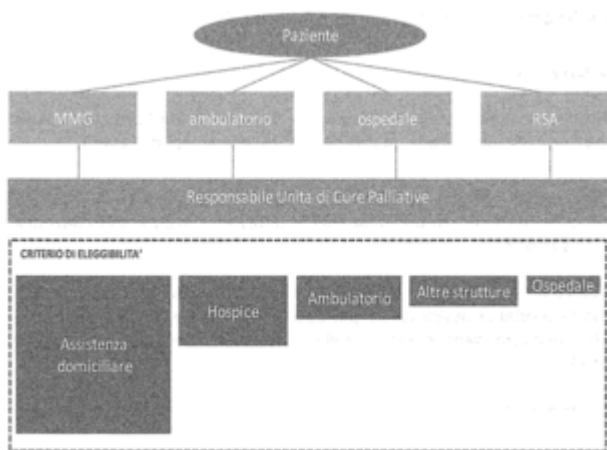 Paziente
MMG
ambulatorio
ospedale
RSA
Responsabile Unita di Cure Palliative
CRITERIO DI ELEGGIBILITA'
Assistenza
domiciliare
Hospice
Ambulatorio
Altre strutture
Ospedale